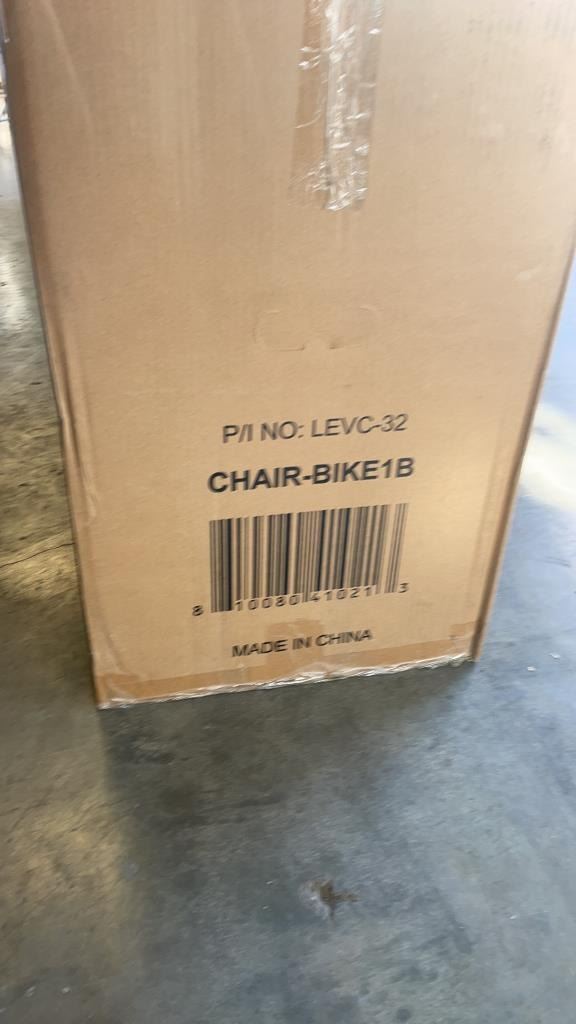 P/I NO: LEVC-32
CHAIR-BIKE1B
8 10080 41021 3
MADE IN CHINA